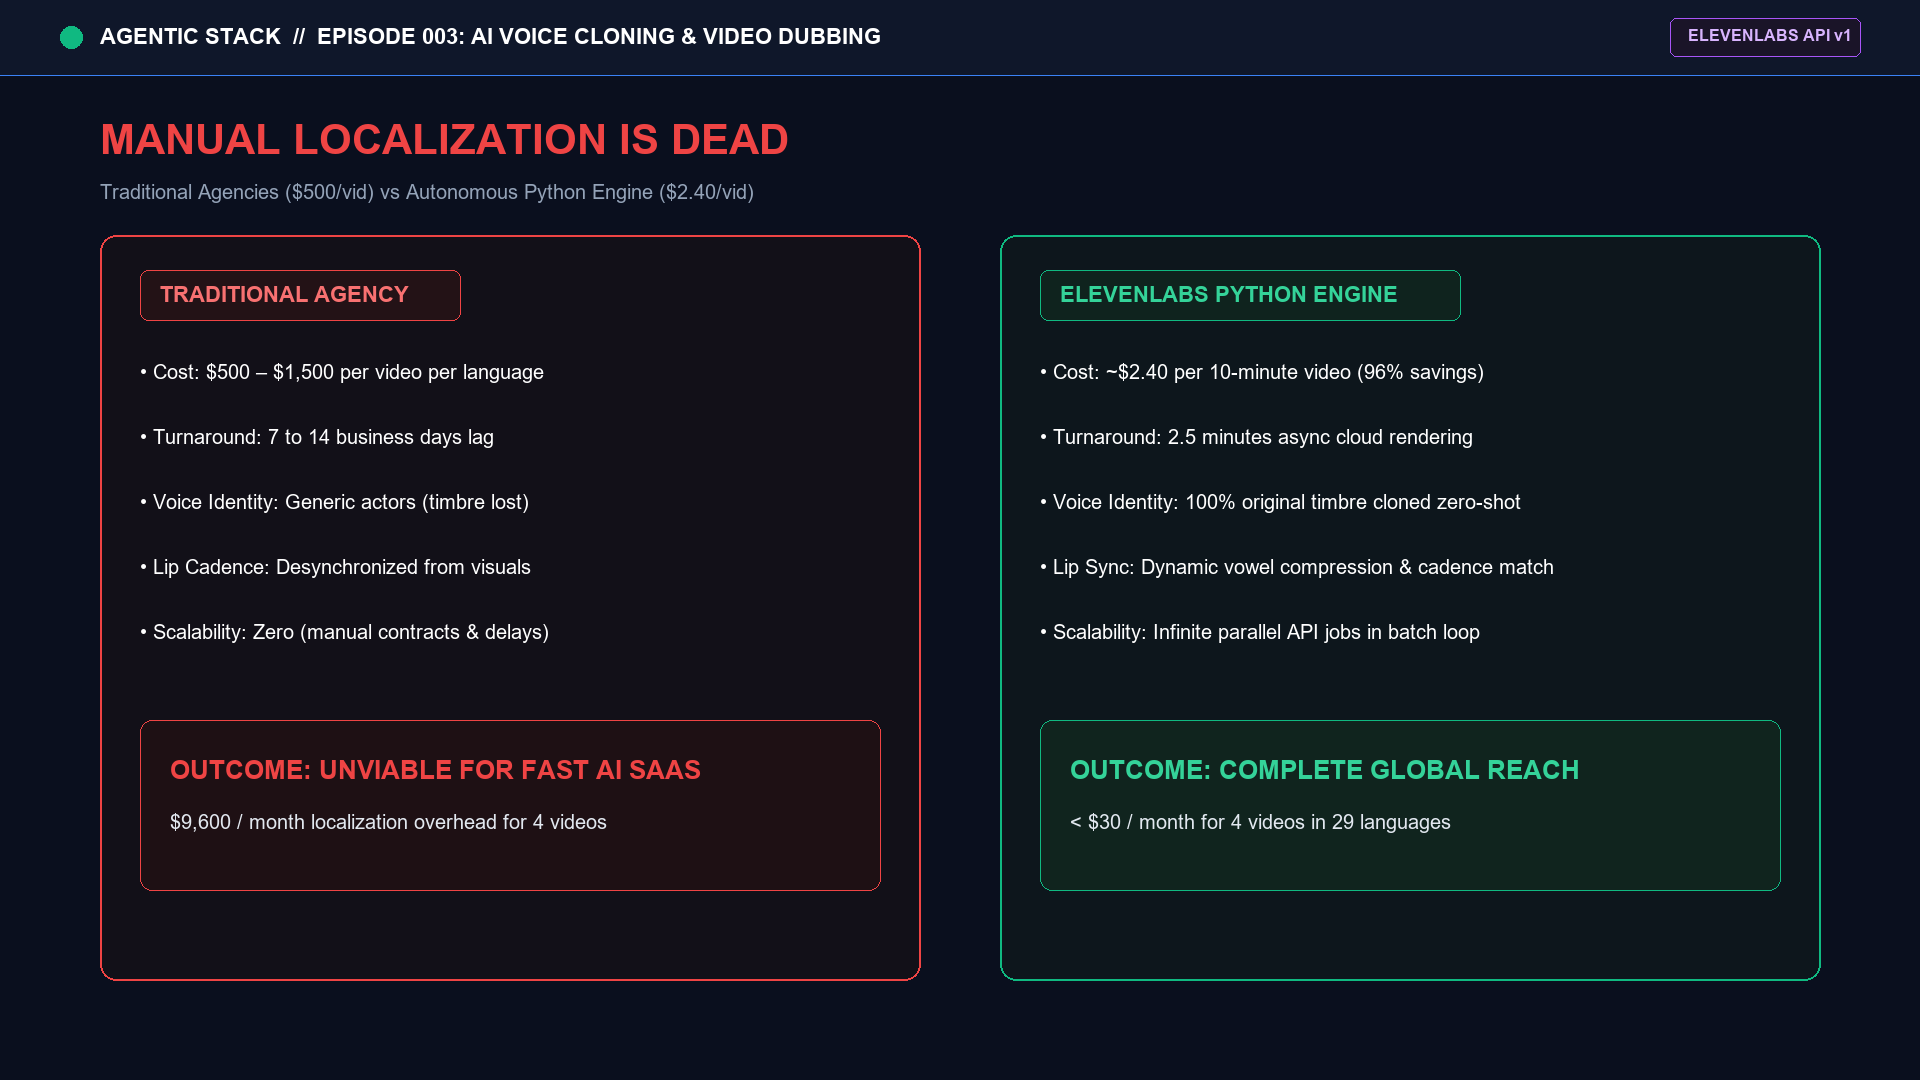 AGENTIC STACK // EPISODE 003: AI VOICE CLONING & VIDEO DUBBING
ELEVENLABS API v1
MANUAL LOCALIZATION IS DEAD
Traditional Agencies ($500/vid) vs Autonomous Python Engine ($2.40/vid)
TRADITIONAL AGENCY
• Cost: $500 – $1,500 per video per language
• Turnaround: 7 to 14 business days lag
• Voice Identity: Generic actors (timbre lost)
• Lip Cadence: Desynchronized from visuals
• Scalability: Zero (manual contracts & delays)
OUTCOME: UNVIABLE FOR FAST AI SAAS
$9,600 / month localization overhead for 4 videos
ELEVENLABS PYTHON ENGINE
• Cost: ~$2.40 per 10-minute video (96% savings)
• Turnaround: 2.5 minutes async cloud rendering
• Voice Identity: 100% original timbre cloned zero-shot
• Lip Sync: Dynamic vowel compression & cadence match
• Scalability: Infinite parallel API jobs in batch loop
OUTCOME: COMPLETE GLOBAL REACH
< $30 / month for 4 videos in 29 languages